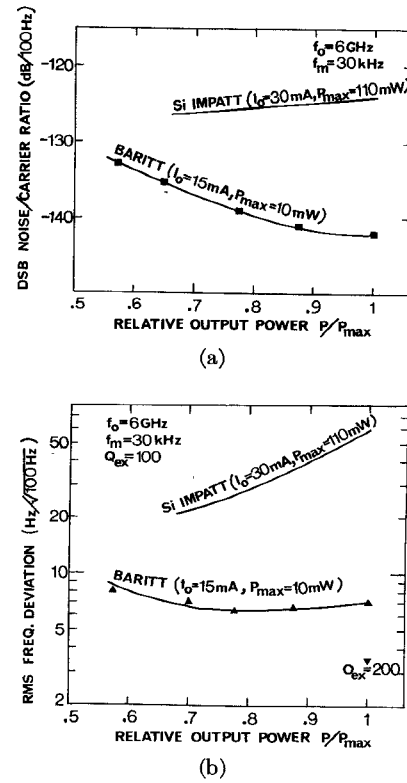 DSB NOISE/CARRIER RATIO (dB/100Hz)
-120
-130
-140
f₀=6GHz
fₘ=30kHz
Si IMPATT (I₀=30mA,Pmax=110mW)
BARITT (I₀=15mA,Pmax=10mW)
.5 .6 .7 .8 .9 1
RELATIVE OUTPUT POWER P/Pmax
(a)
RMS FREQ. DEVIATION (Hz/√100Hz)
50
20
10
5
2
f₀=6GHz
fₘ=30kHz
Qex=100
Si IMPATT (I₀=30mA,Pmax=110mW)
BARITT (I₀=15mA, Pmax=10mW)
Qex=200
.5 .6 .7 .8 .9 1
RELATIVE OUTPUT POWER P/Pmax
(b)